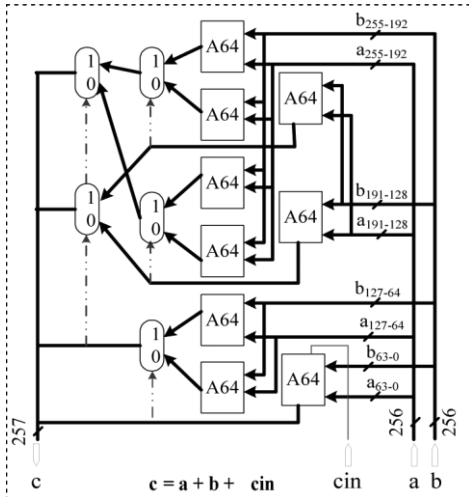 A64
b255-192
1
0
1
0
a255-192
A64
A64
A64
b191-128
1
0
A64
1
0
A64
a191-128
A64
b127-64
A64
a127-64
1
0
b63-0
A64
A64
a63-0
257
256
256
c
c = a + b + cin
cin
a
b